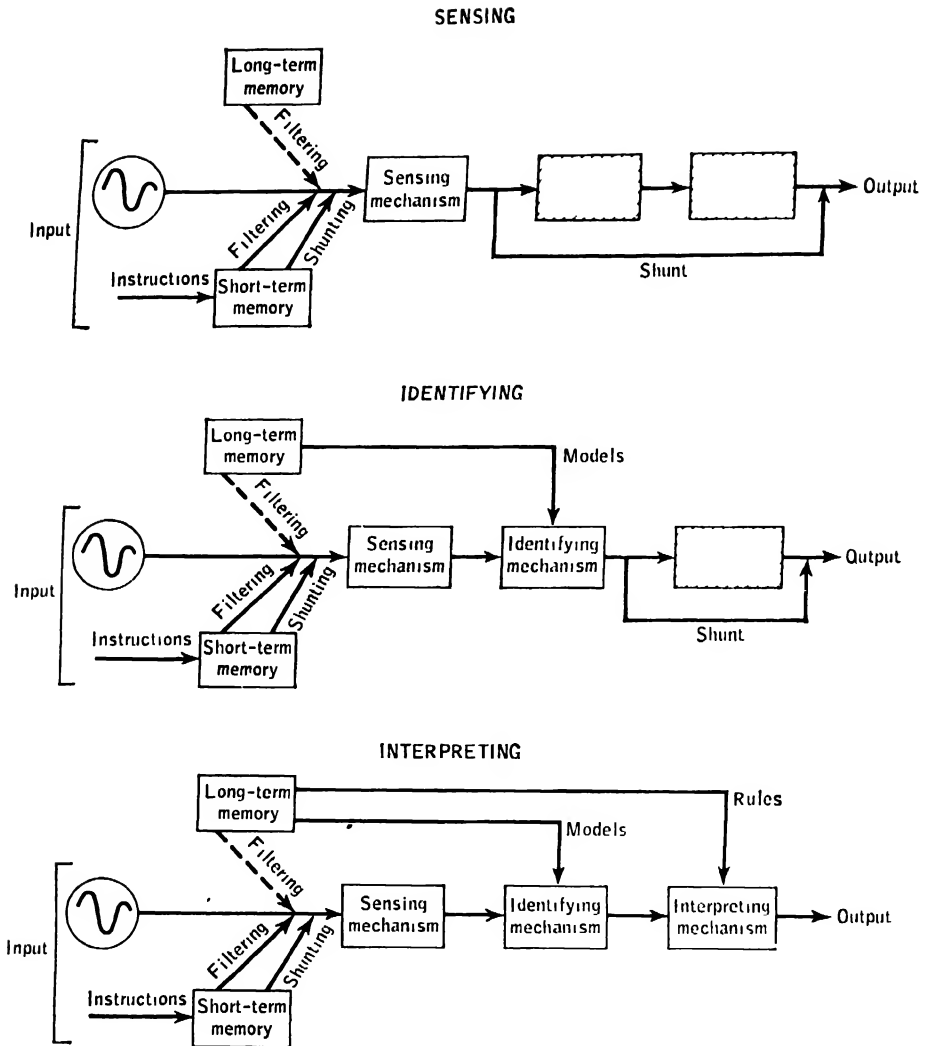 SENSING
Long-term
memory
Filtering
Input
Sensing
mechanism
Output
Filtering
Shunting
Shunt
Instructions
Short-term
memory
IDENTIFYING
Long-term
memory
Models
Filtering
Input
Sensing
mechanism
Identifying
mechanism
Qutput
Filtering
Shunting
Shunt
Instructions
Short-term
memory
INTERPRETING
Long-term
memory
Rules
Models
Filtering
Input
Sensing
mechanism
Identifying
mechanism
Interpreting
mechanism
Output
Filtering
Shunting
Instructions
Short-term
memory